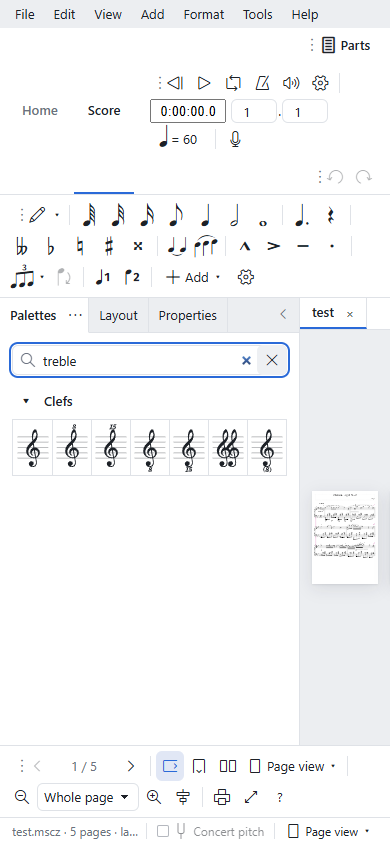 File Edit View Add Format Tools Help
Parts
Home Score 0:00:00.0 1 . 1
= 60
3 1 2 Add
Palettes ··· Layout Properties test ×
treble
Clefs
8 15
8 15 (8)
1 / 5 Page view
Whole page ?
test.mscz · 5 pages · la... Concert pitch Page view